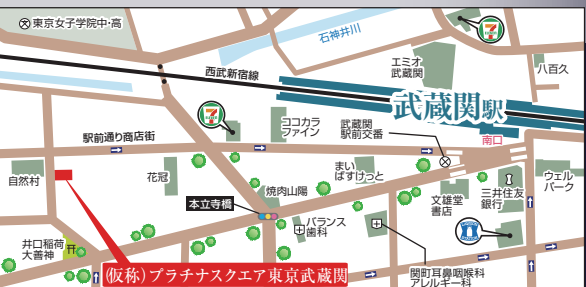 東京女子学院中・高
石神井川
エミオ
武蔵関
八百久
西武新宿線
武蔵関駅
南口
ココカラ
ファイン
武蔵関
駅前交番
駅前通り商店街
自然村
花冠
まい
ばすけっと
焼肉山陽
本立寺橋
バランス
歯科
文雄堂
書店
三井住友
銀行
ウェル
パーク
井口稲荷
大善神
(仮称)プラチナスクエア東京武蔵関
関町耳鼻咽喉科
アレルギー科